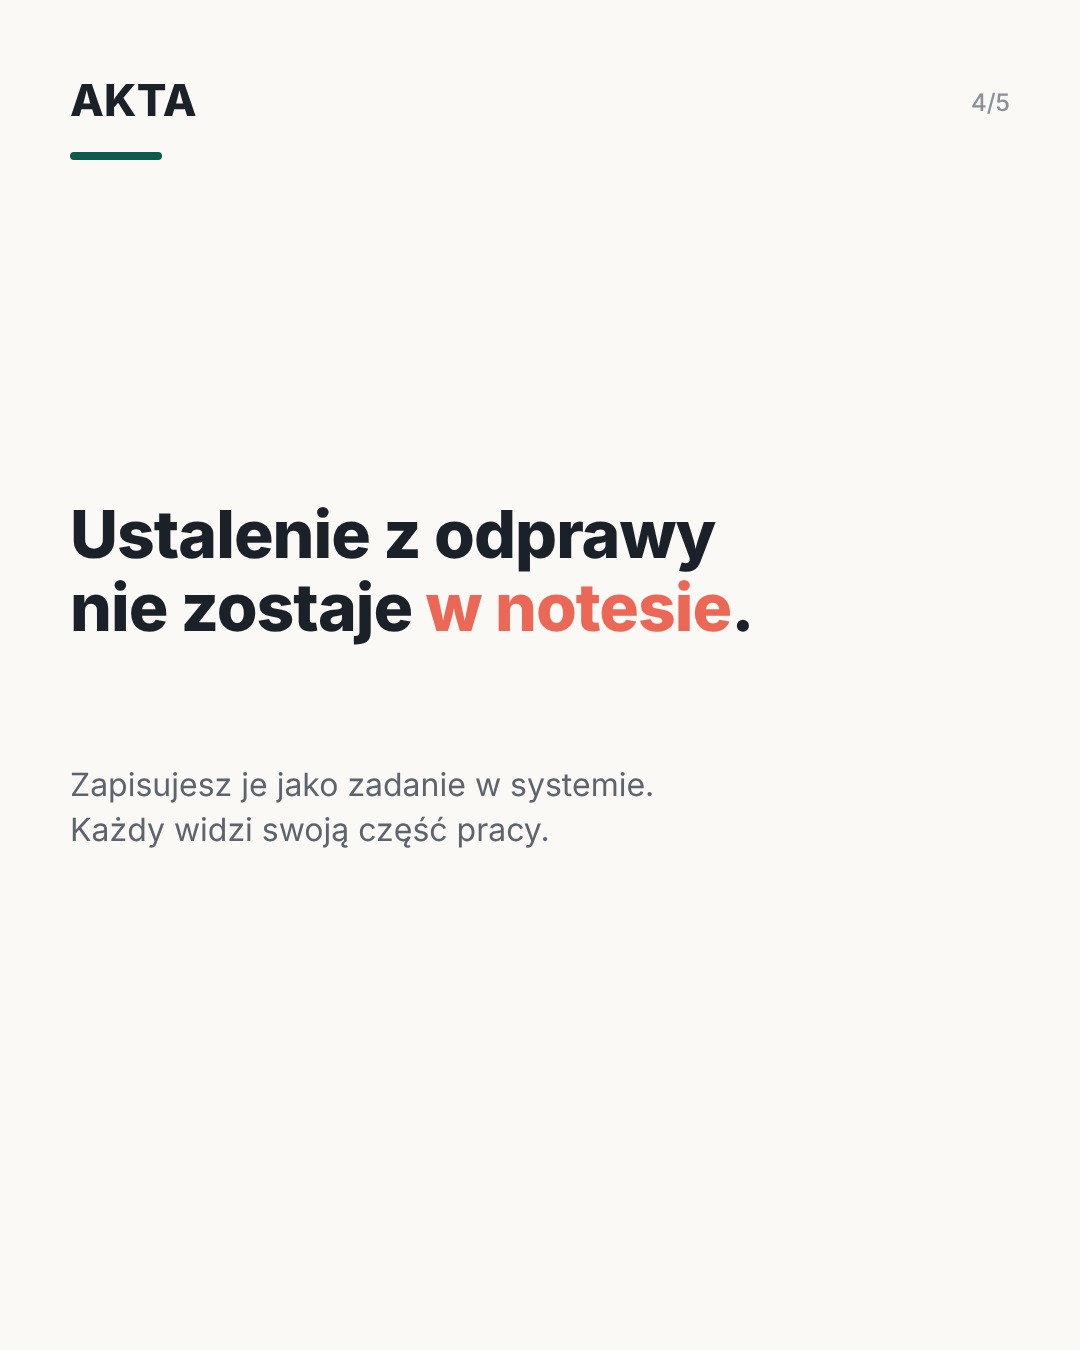 AKTA
4/5
Ustalenie z odprawy
nie zostaje w notesie.
Zapisujesz je jako zadanie w systemie.
Każdy widzi swoją część pracy.